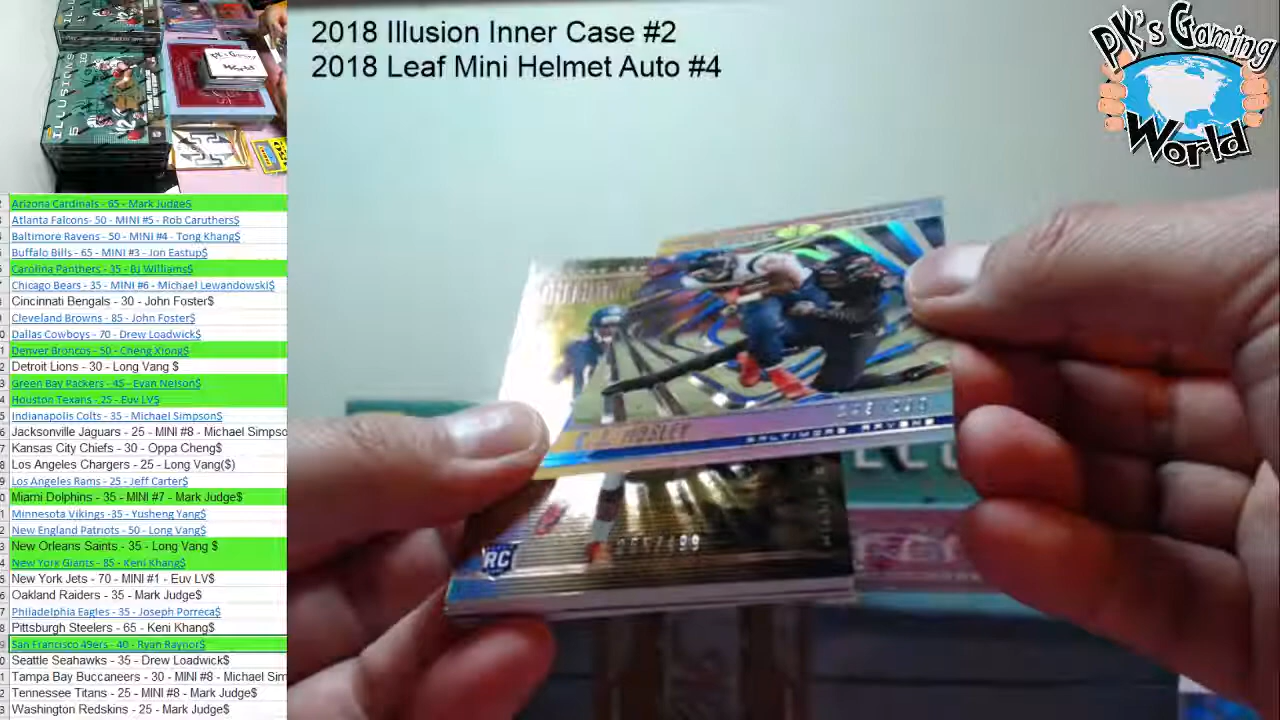 2018 Illusion Inner Case #2
2018 Leaf Mini Helmet Auto #4
PK's Gaming
World
ILLUSIONS
Arizona Cardinals - 65 - Mark Judge$
Atlanta Falcons- 50 - MINI #5 - Rob Caruthers$
Baltimore Ravens - 50 - MINI #4 - Tong Khang$
Buffalo Bills - 65 - MINI #3 - Jon Eastup$
Carolina Panthers - 35 - BJ Williams$
Chicago Bears - 35 - MINI #6 - Michael Lewandowski$
Cincinnati Bengals - 30 - John Foster$
Cleveland Browns - 85 - John Foster$
Dallas Cowboys - 70 - Drew Loadwick$
Denver Broncos - 50 - Cheng Xiong$
Detroit Lions - 30 - Long Vang $
Green Bay Packers - 45 - Evan Nelson$
Houston Texans - 25 - Euv LV$
Indianapolis Colts - 35 - Michael Simpson$
Jacksonville Jaguars - 25 - MINI #8 - Michael Simpso
Kansas City Chiefs - 30 - Oppa Cheng$
Los Angeles Chargers - 25 - Long Vang($)
Los Angeles Rams - 25 - Jeff Carter$
Miami Dolphins - 35 - MINI #7 - Mark Judge$
Minnesota Vikings -35 - Yusheng Yang$
New England Patriots - 50 - Long Vang$
New Orleans Saints - 35 - Long Vang $
New York Giants - 85 - Keni Khang$
New York Jets - 70 - MINI #1 - Euv LV$
Oakland Raiders - 35 - Mark Judge$
Philadelphia Eagles - 35 - Joseph Porreca$
Pittsburgh Steelers - 65 - Keni Khang$
San Francisco 49ers - 40 - Ryan Raynor$
Seattle Seahawks - 35 - Drew Loadwick$
Tampa Bay Buccaneers - 30 - MINI #8 - Michael Sim
Tennessee Titans - 25 - MINI #8 - Mark Judge$
Washington Redskins - 25 - Mark Judge$
MOSLEY
BALTIMORE RAVENS
RC